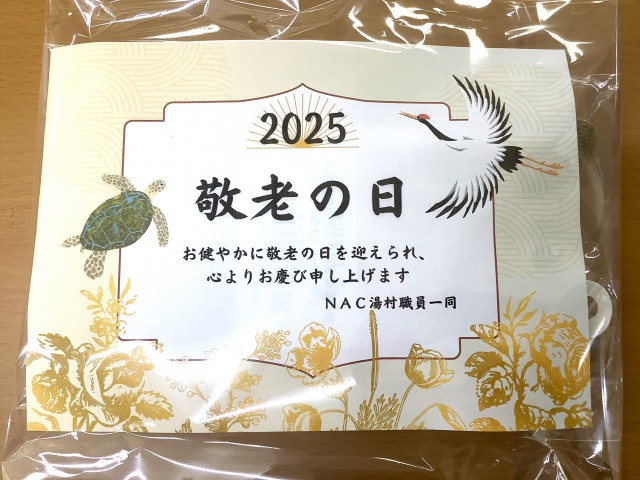 2025
敬老の日
お健やかに敬老の日を迎えられ、
心よりお慶び申し上げます
NAC湯村職員一同